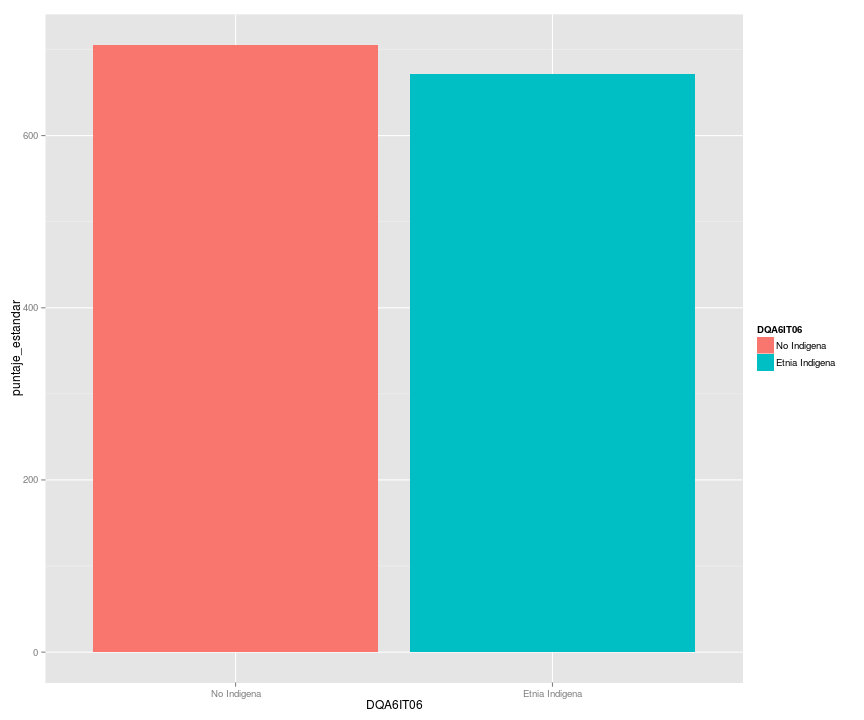 puntaje_estandar
600
400
200
0
No Indigena
Etnia Indigena
DQA6IT06
DQA6IT06
No Indigena
Etnia Indigena